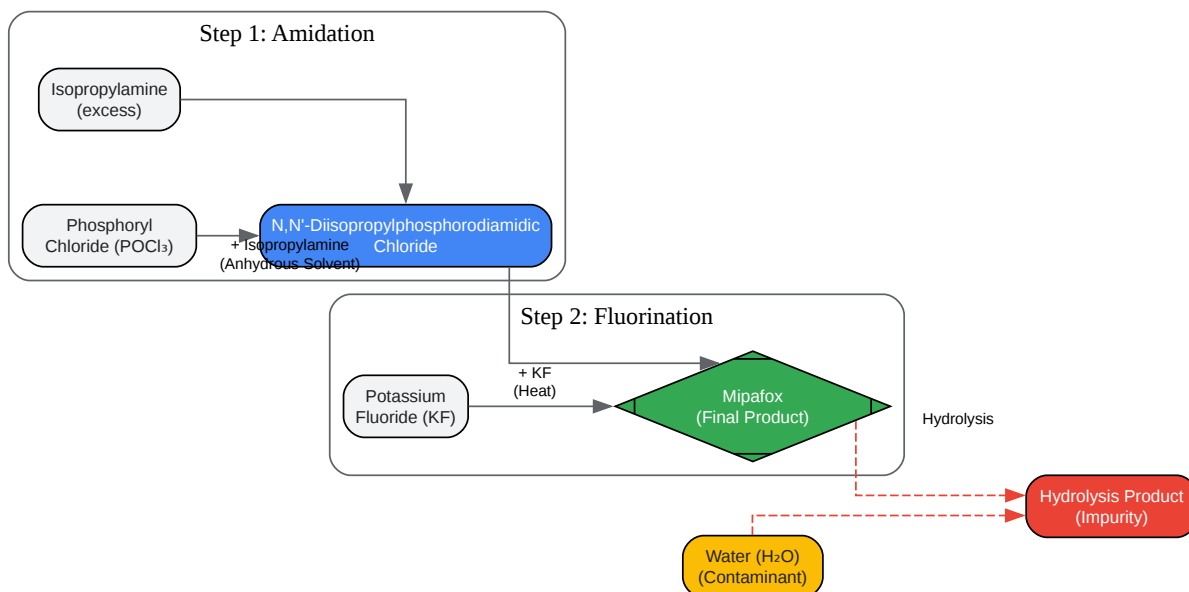 Step 1: Amidation
Isopropylamine
(excess)
Phosphoryl
Chloride (POCl₃)
+ Isopropylamine
(Anhydrous Solvent)
N,N'-Diisopropylphosphorodiamidic
Chloride
Step 2: Fluorination
+ KF
(Heat)
Potassium
Fluoride (KF)
Mipafox
(Final Product)
Hydrolysis
Hydrolysis Product
(Impurity)
Water (H₂O)
(Contaminant)